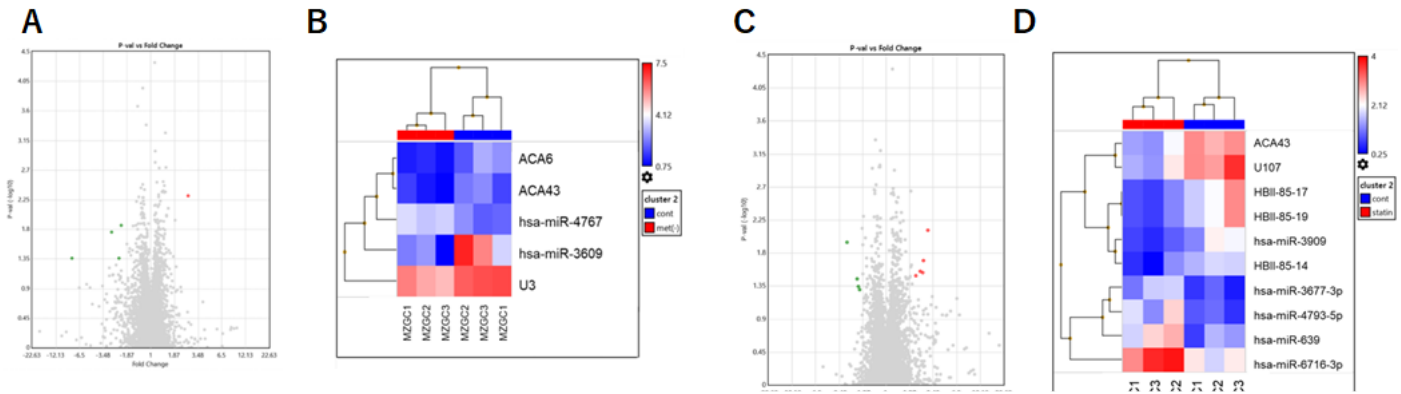 A
B
C
D
P-val vs Fold Change
4.5
4.05
3.6
3.15
2.7
2.25
1.8
1.35
0.9
0.45
0
P-val (-log10)
-22.63 -12.13 -6.5 -3.48 -1.87 1 1.87 3.48 6.5 12.13 22.63
Fold Change
7.5
4.12
0.75
cluster 2
cont
met(-)
ACA6
ACA43
hsa-miR-4767
hsa-miR-3609
U3
MZGC1
MZGC2
MZGC3
MZGC2
MZGC3
MZGC1
P-val vs Fold Change
4.5
4.05
3.6
3.15
2.7
2.25
1.8
1.35
0.9
0.45
0
P-val (-log10)
4
2.12
0.25
cluster 2
cont
statin
ACA43
U107
HBII-85-17
HBII-85-19
hsa-miR-3909
HBII-85-14
hsa-miR-3677-3p
hsa-miR-4793-5p
hsa-miR-639
hsa-miR-6716-3p